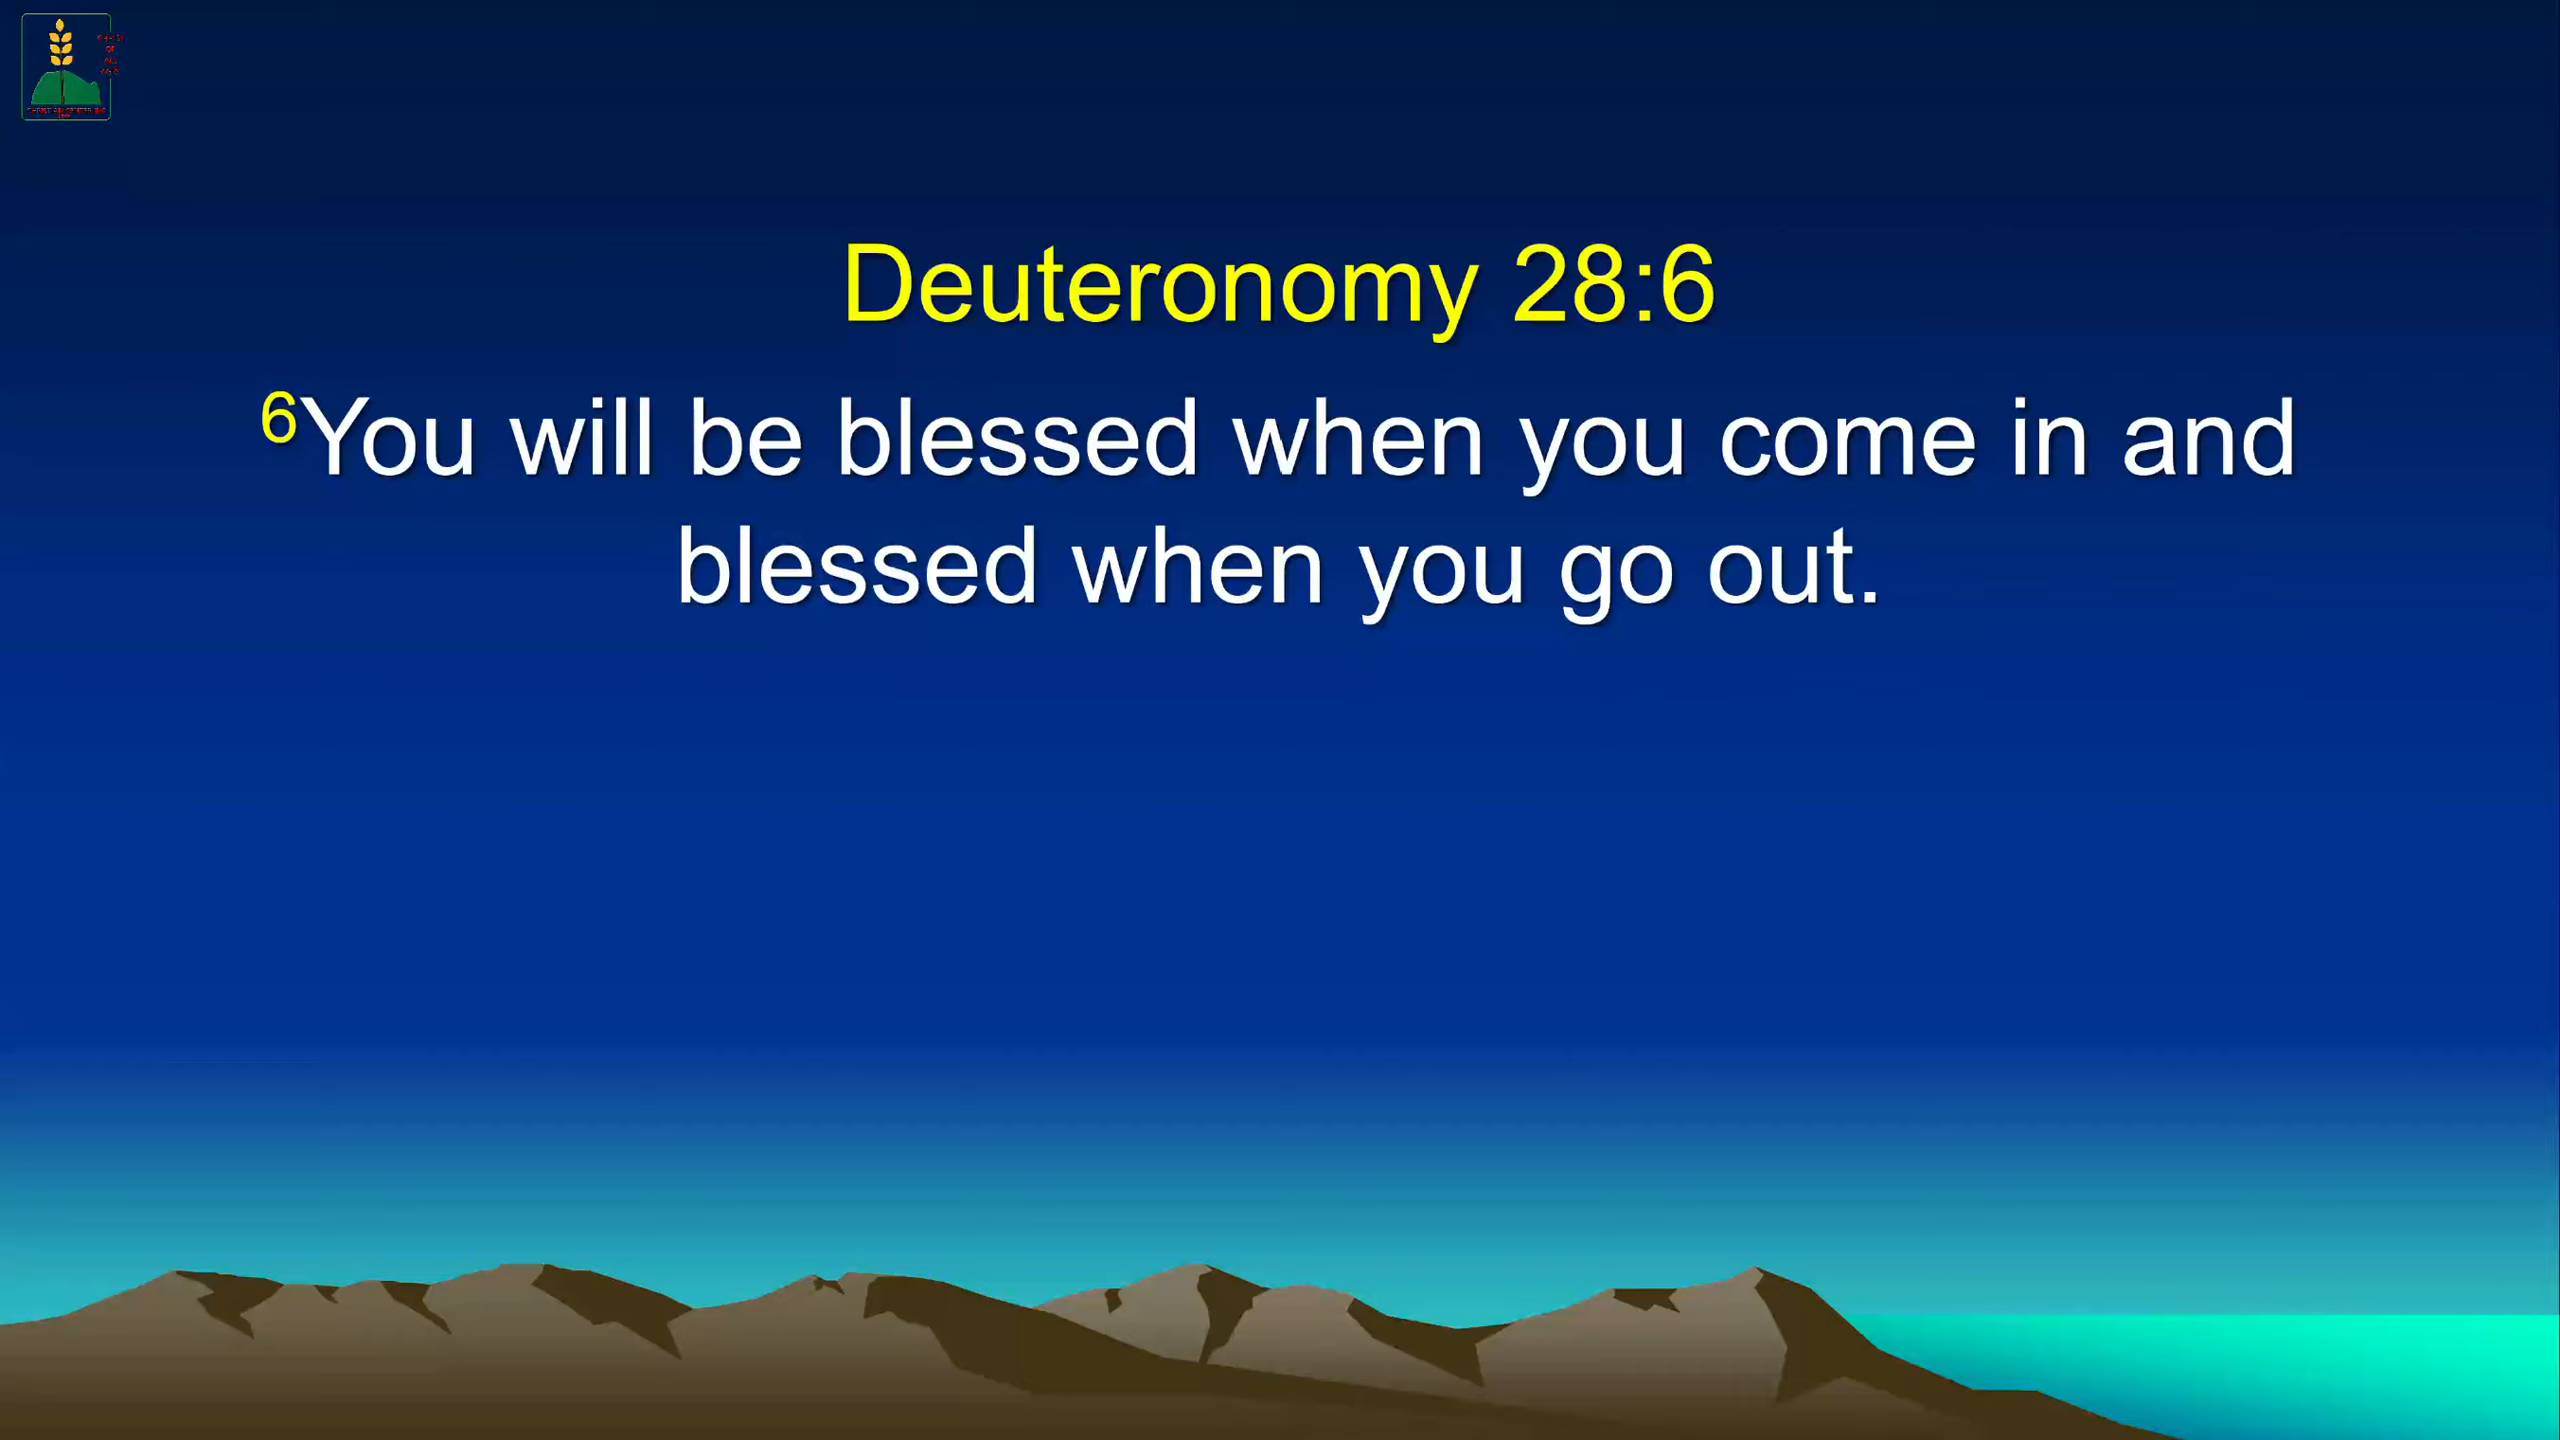 Deuteronomy 28:6
6You will be blessed when you come in and
blessed when you go out.